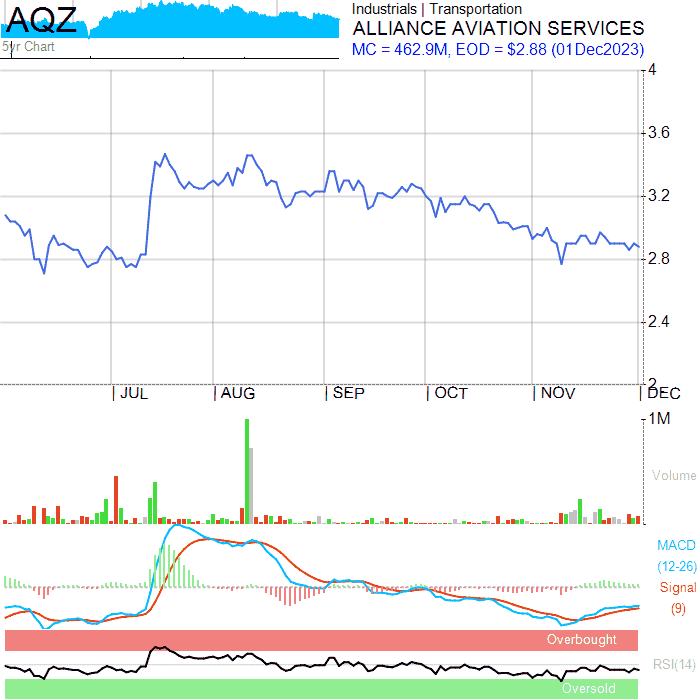 AQZ
5yr Chart
Industrials | Transportation
ALLIANCE AVIATION SERVICES
MC = 462.9M, EOD = $2.88 (01Dec2023)
4
3.6
3.2
2.8
2.4
2
JUL AUG SEP OCT NOV DEC
1M
Volume
MACD
(12-26)
Signal
(9)
Overbought
RSI(14)
Oversold